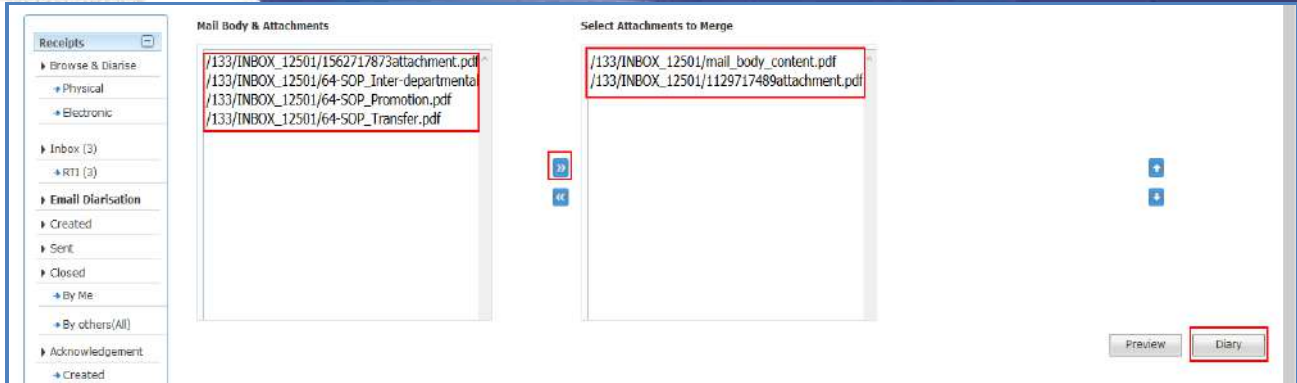 Receipts
Browse & Diarise
Physical
Electronic
Inbox (3)
RTI (3)
Email Diarisation
Created
Sent
Closed
By Me
By others(All)
Acknowledgement
Created
Mail Body & Attachments
/133/INBOX_12501/1562717873attachment.pdf
/133/INBOX_12501/64-SOP_Inter-departmental
/133/INBOX_12501/64-SOP_Promotion.pdf
/133/INBOX_12501/64-SOP_Transfer.pdf
Select Attachments to Merge
/133/INBOX_12501/mail_body_content.pdf
/133/INBOX_12501/1129717489attachment.pdf
Preview
Diary